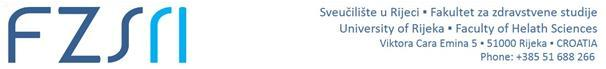 FZSRI
Sveučilište u Rijeci ▪ Fakultet za zdravstvene studije
University of Rijeka ▪ Faculty of Helath Sciences
Viktora Cara Emina 5 ▪ 51000 Rijeka ▪ CROATIA
Phone: +385 51 688 266